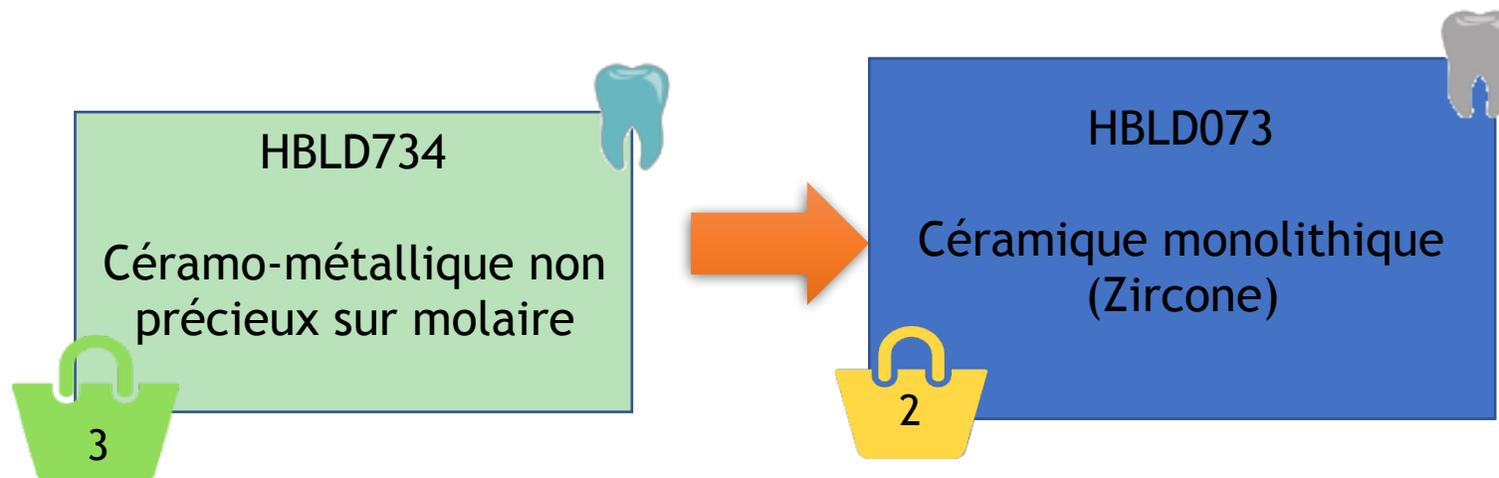 HBLD734
Céramo-métallique non
précieux sur molaire
3
HBLD073
Céramique monolithique
(Zircone)
2